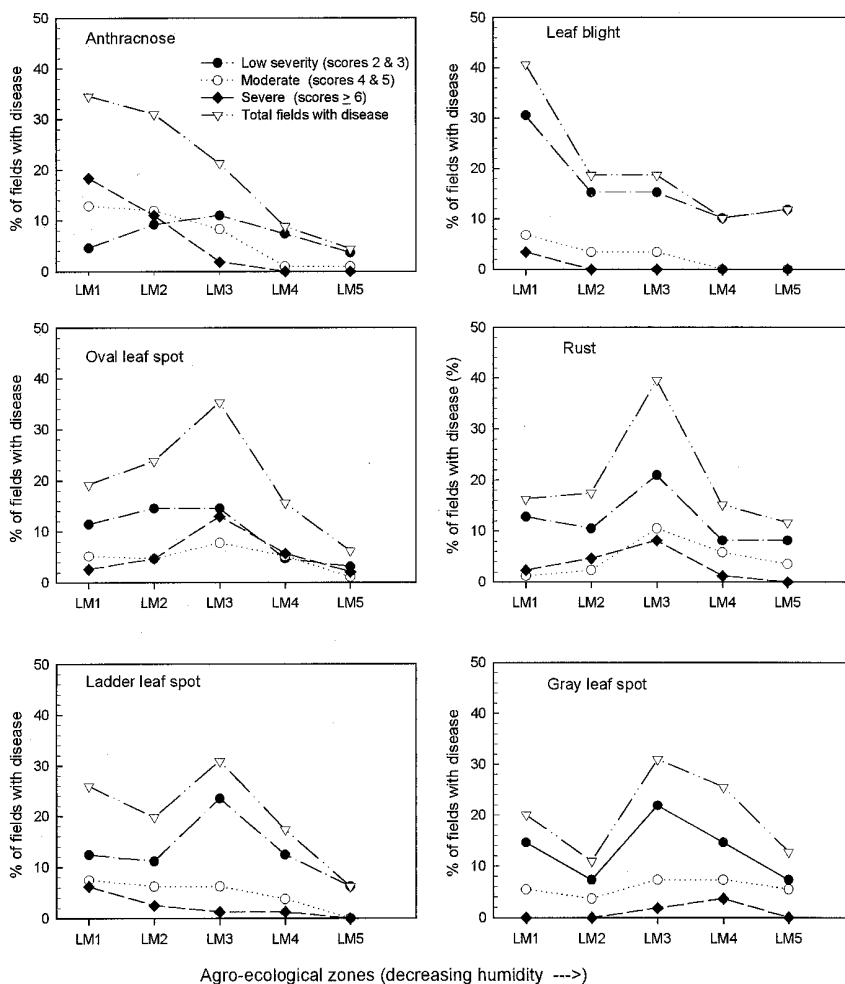 Anthracnose
Low severity (scores 2 & 3)
Moderate (scores 4 & 5)
Severe (scores ≥ 6)
Total fields with disease
% of fields with disease
50
40
30
20
10
0
LM1 LM2 LM3 LM4 LM5
Leaf blight
% of fields with disease
50
40
30
20
10
0
LM1 LM2 LM3 LM4 LM5
Oval leaf spot
% of fields with disease
50
40
30
20
10
0
LM1 LM2 LM3 LM4 LM5
Rust
% of fields with disease (%)
50
40
30
20
10
0
LM1 LM2 LM3 LM4 LM5
Ladder leaf spot
% of fields with disease
50
40
30
20
10
0
LM1 LM2 LM3 LM4 LM5
Gray leaf spot
% of fields with disease
50
40
30
20
10
0
LM1 LM2 LM3 LM4 LM5
Agro-ecological zones (decreasing humidity --->)